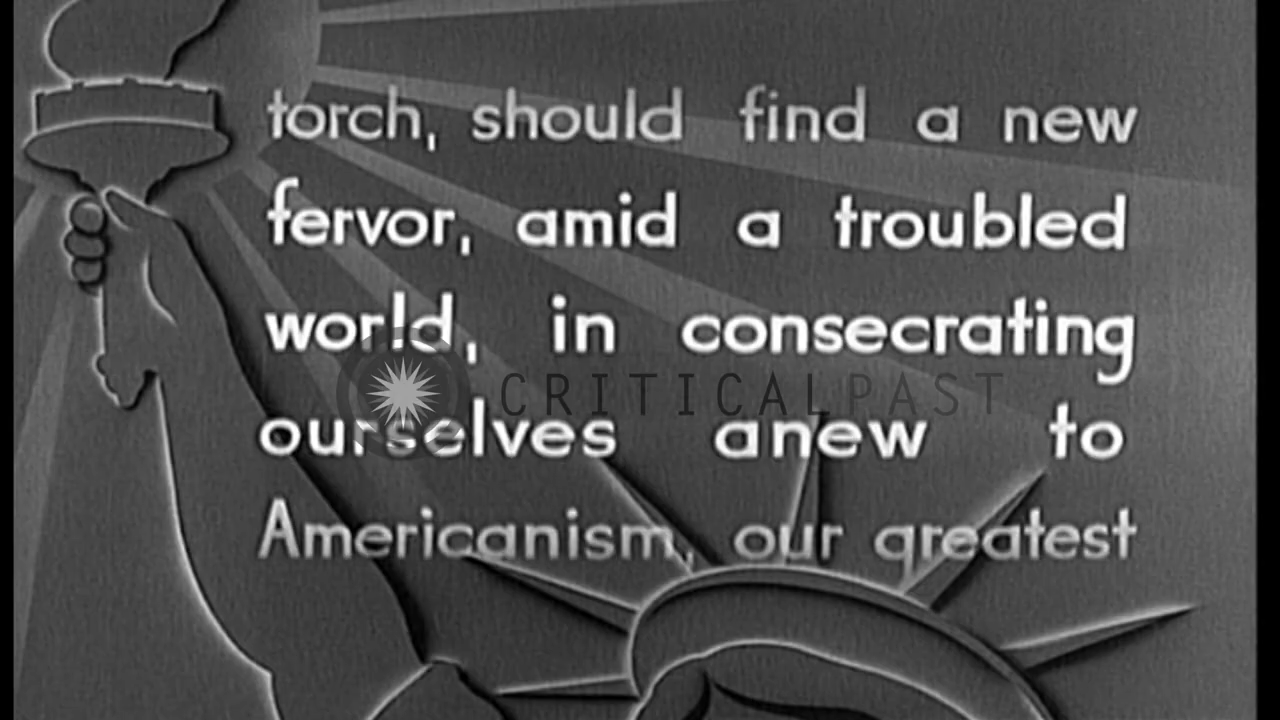 torch, should find a new
fervor, amid a troubled
world, in consecrating
CRITICALPAST
ourselves anew to
Americanism, our greatest